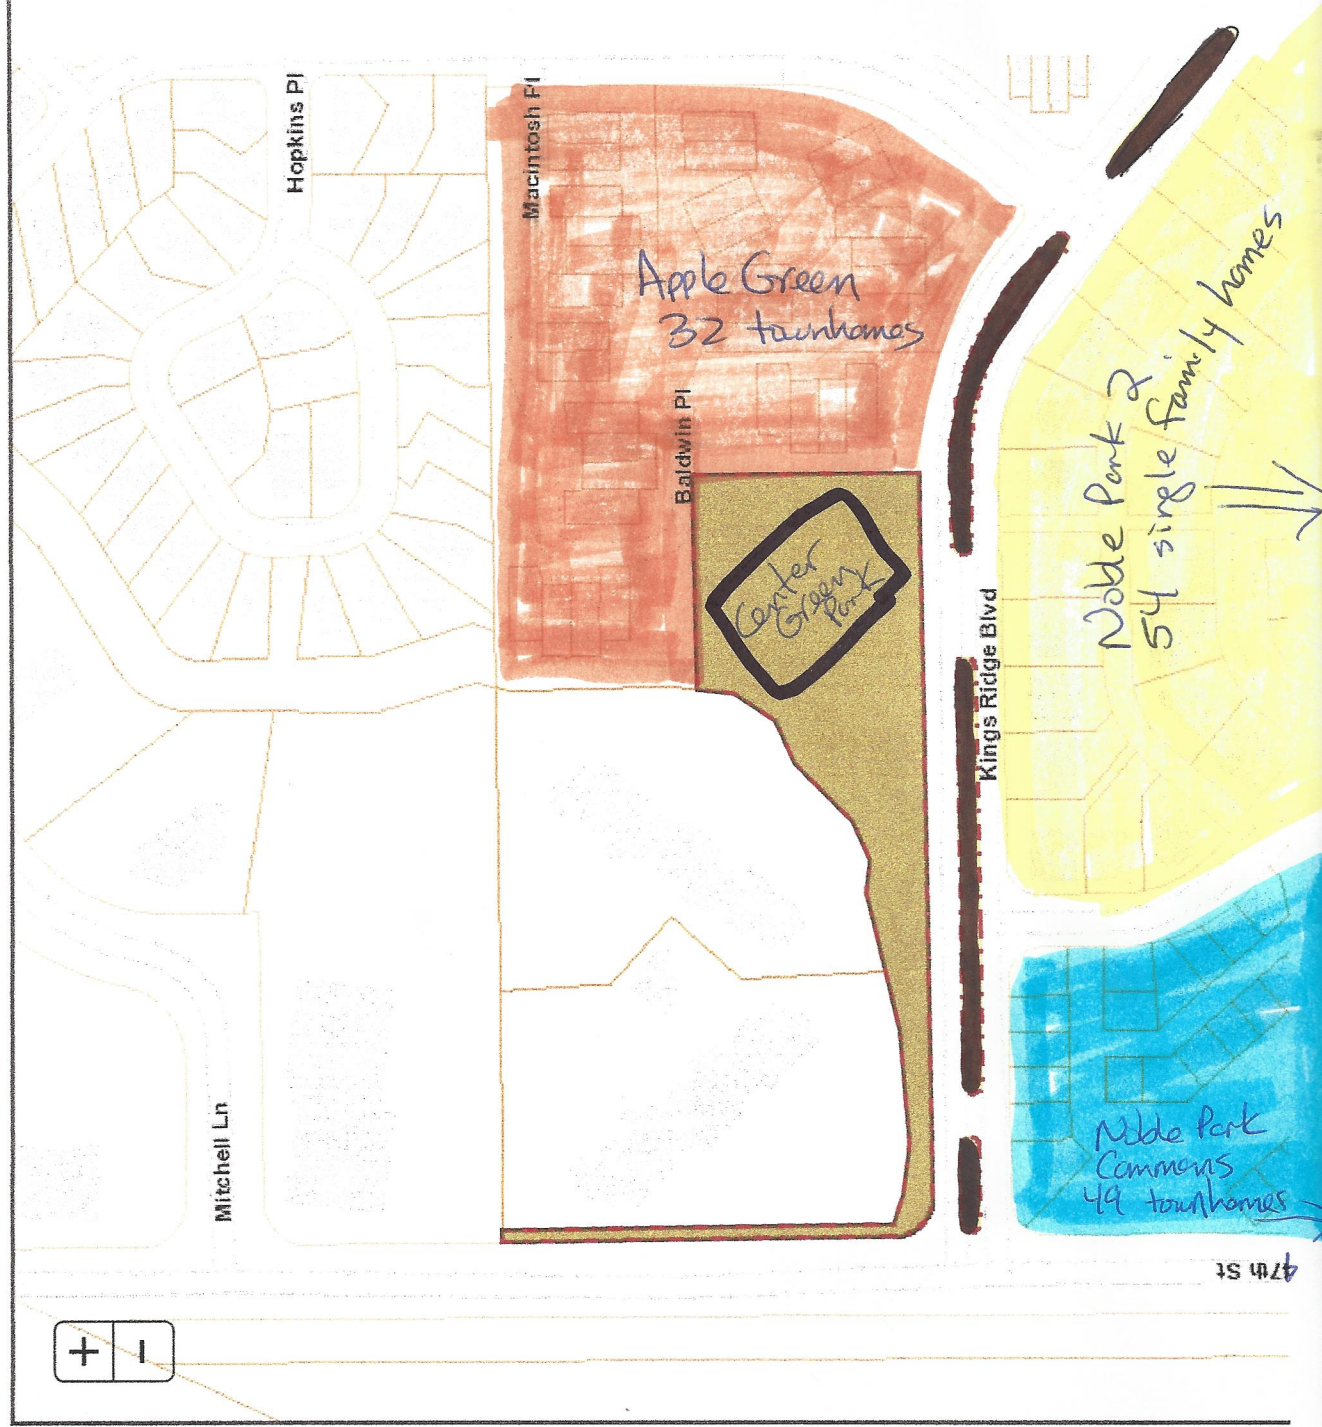 Hopkins Pl
Macintosh Pl
Apple Green
32 townhomes
Baldwin Pl
Center
Green
Park
Kings Ridge Blvd
Noble Park 2
54 single family homes
Mitchell Ln
Noble Park
Commons
49 townhomes
47th St
+
-